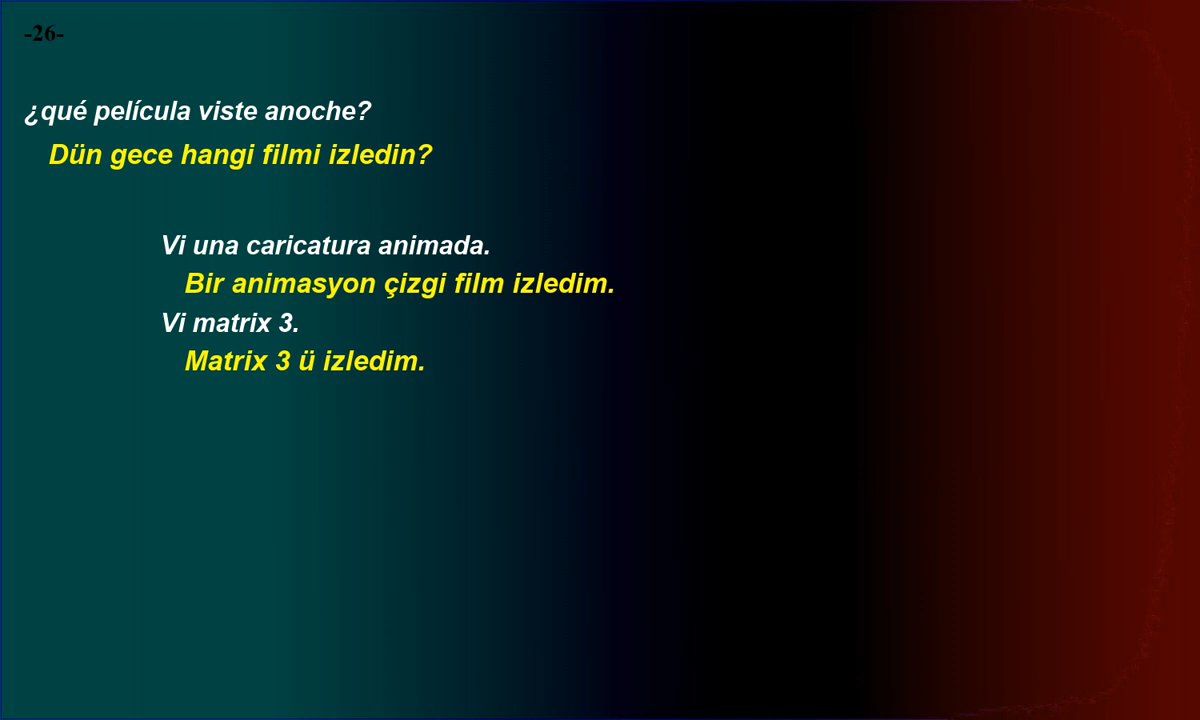 -26-
¿qué película viste anoche?
Dün gece hangi filmi izledin?
Vi una caricatura animada.
Bir animasyon çizgi film izledim.
Vi matrix 3.
Matrix 3 ü izledim.